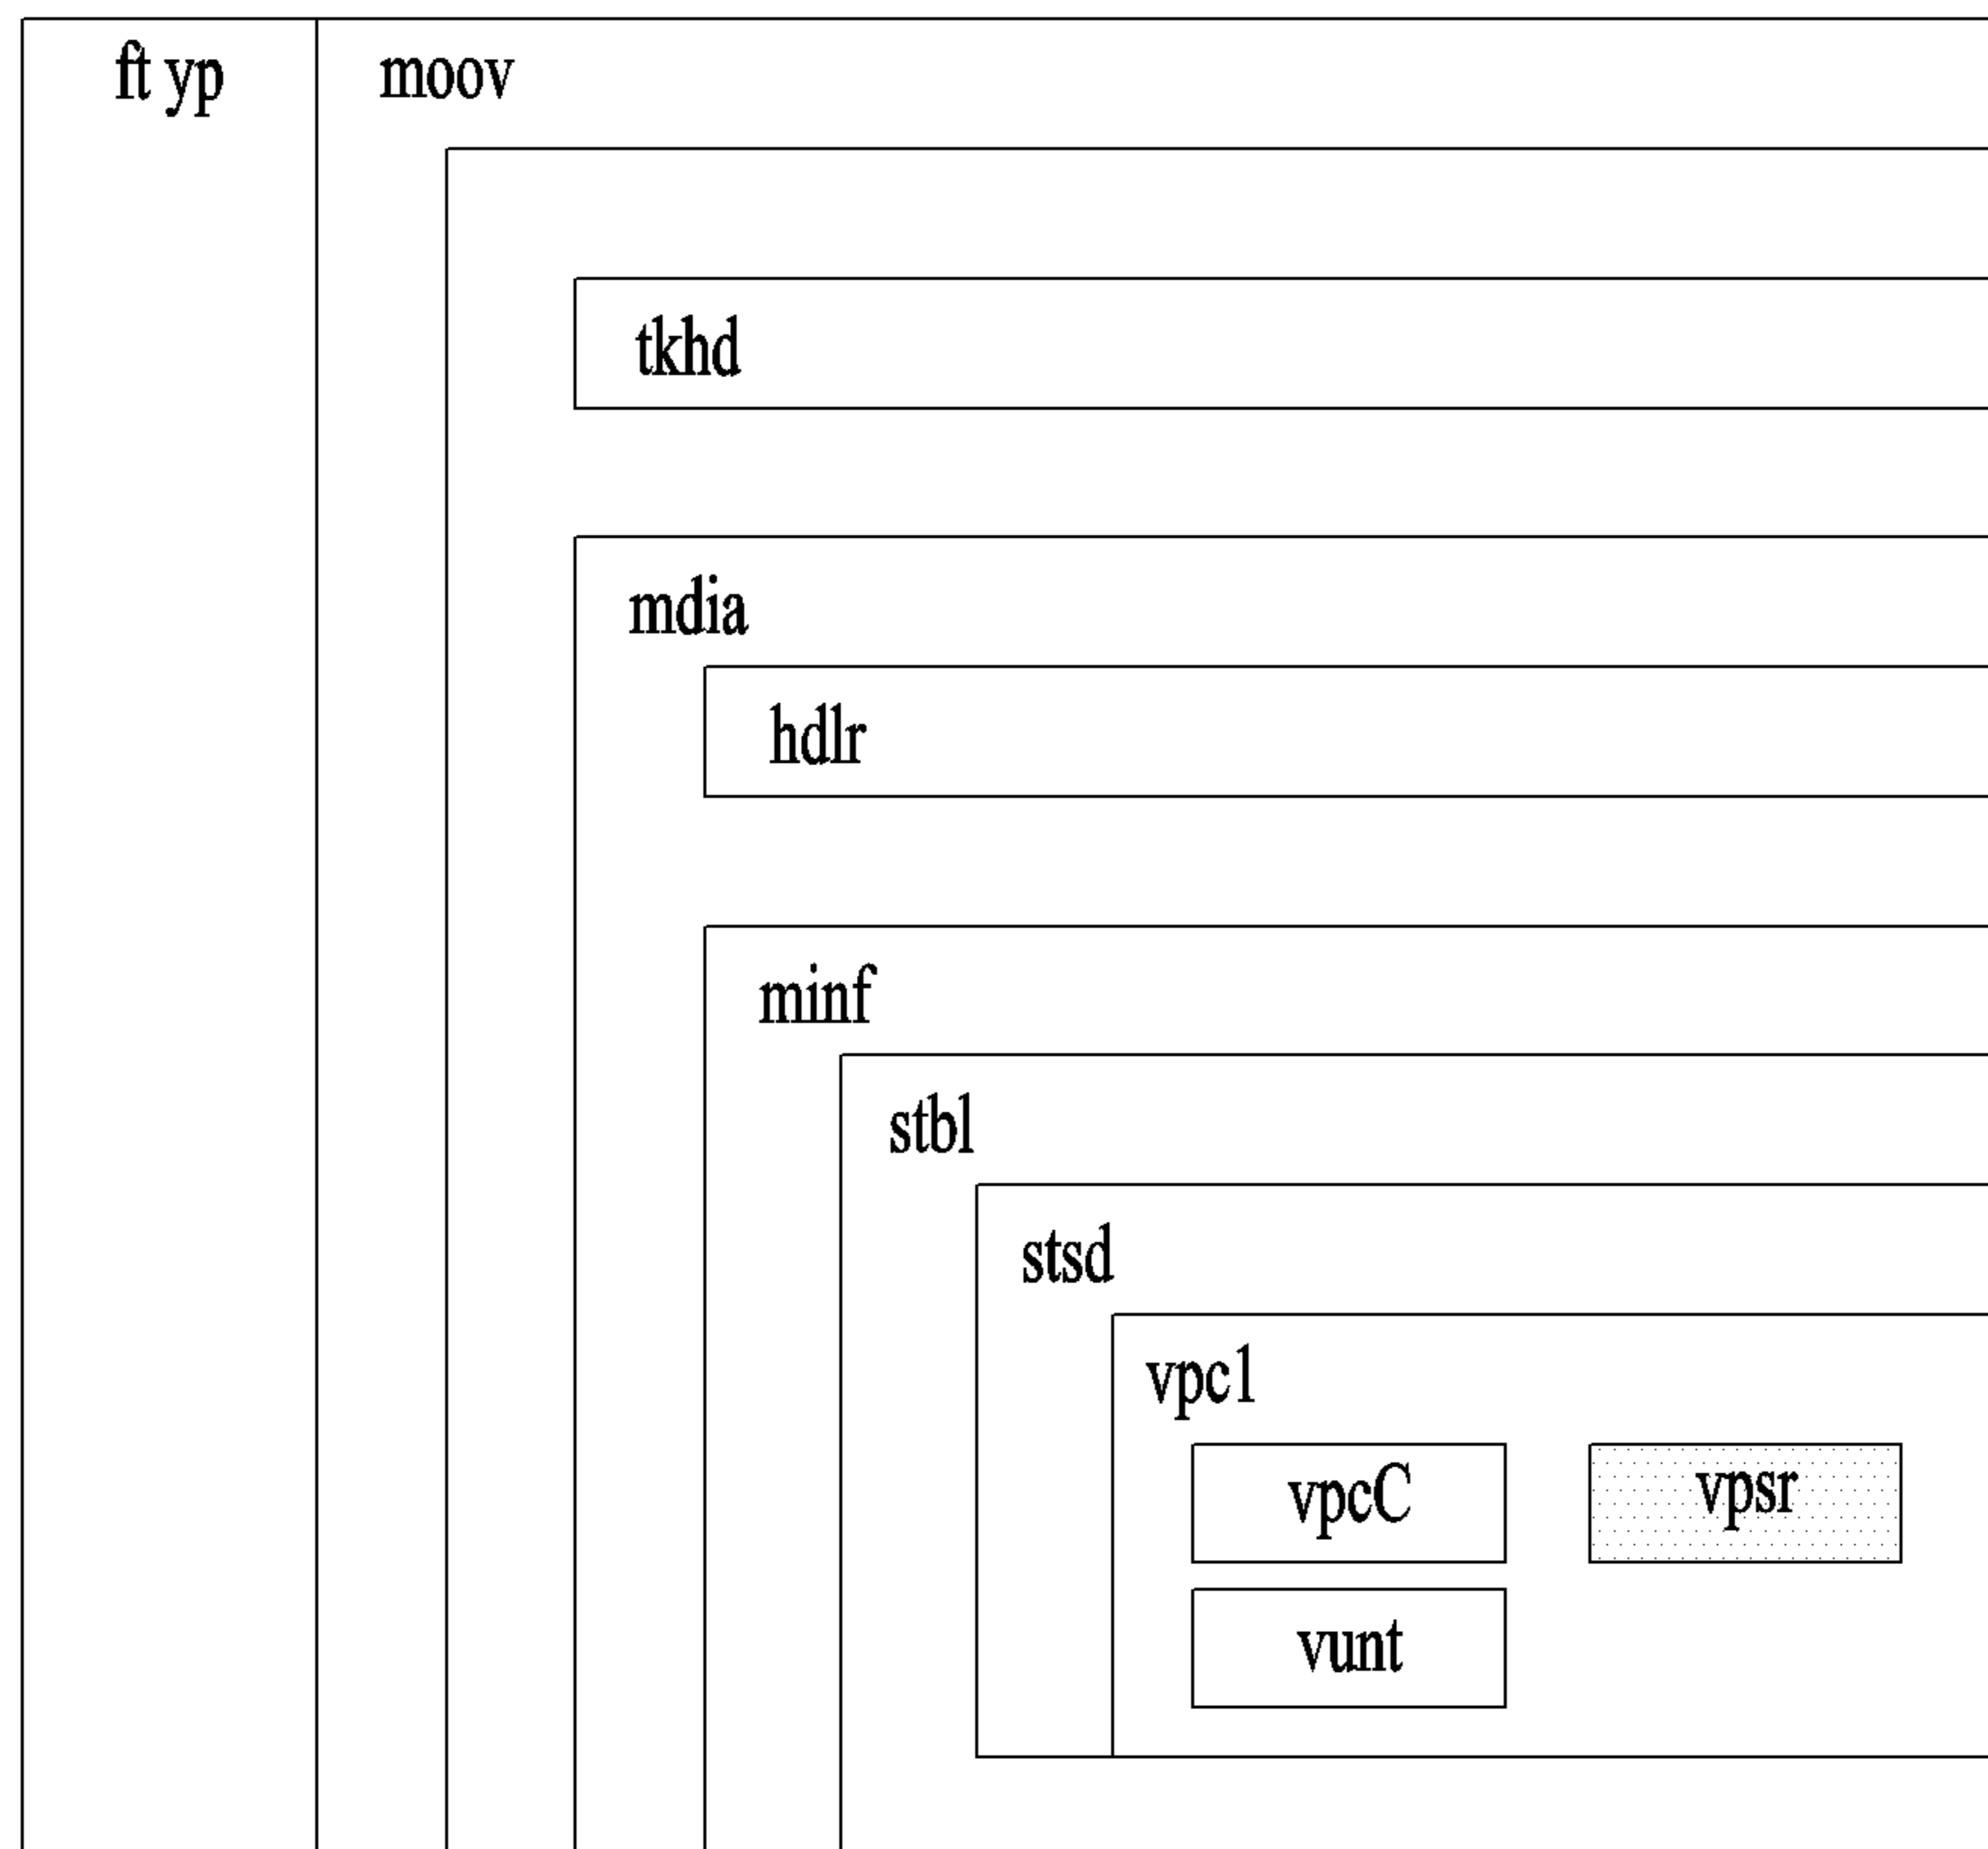 ft yp moov
tkhd
mdia
hdlr
minf
stbl
stsd
vpc1
vpcC vpsr
vunt